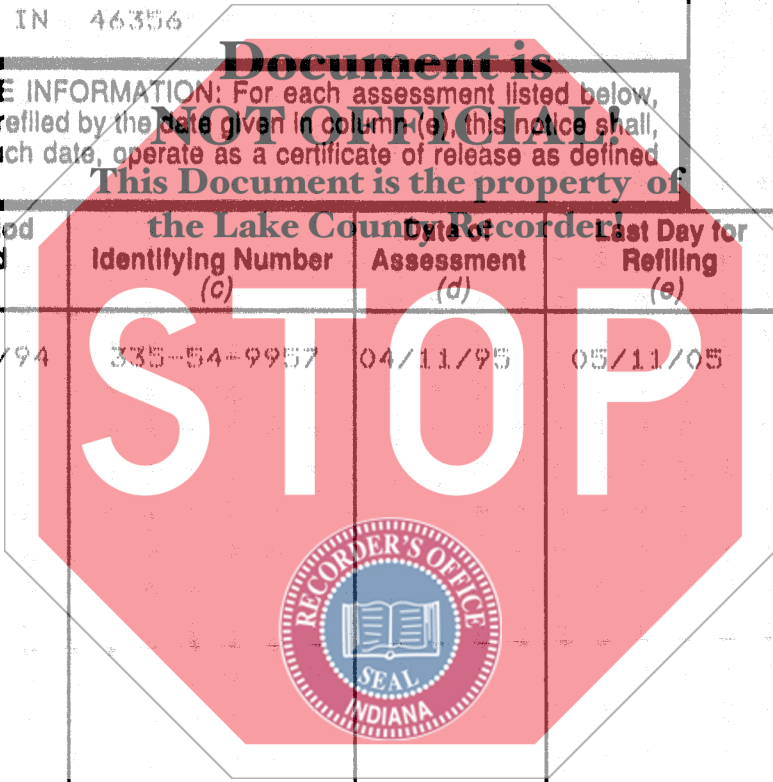 IN 46356
Document is
E INFORMATION: For each assessment listed below,
NOT OFFICIAL!
refiled by the date given in column (e), this notice shall,
ch date, operate as a certificate of release as defined
This Document is the property of
the Lake County Recorder!
od
Identifying Number
(c)
Date of
Assessment
(d)
Last Day for
Refiling
(e)
/94 335-54-9957 04/11/95 05/11/05
STOP
RECORDER'S OFFICE
SEAL
INDIANA